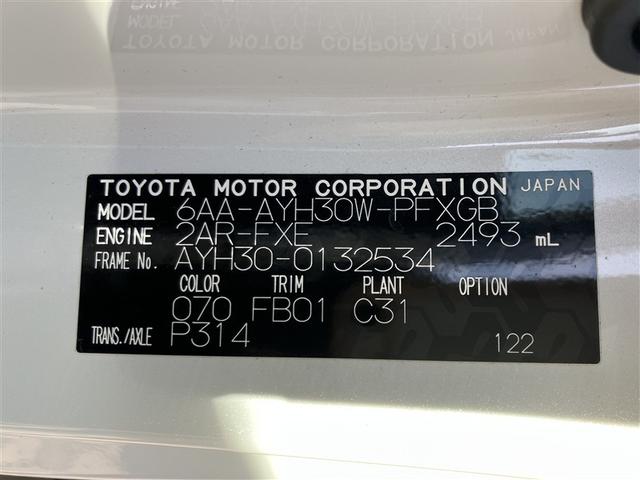 TOYOTA MOTOR CORPORATION JAPAN
MODEL 6AA-AYH30W-PFXGB
ENGINE 2AR-FXE 2493 mL
FRAME No. AYH30-0132534
COLOR TRIM PLANT OPTION
070 FB01 C31
TRANS./AXLE P314 122